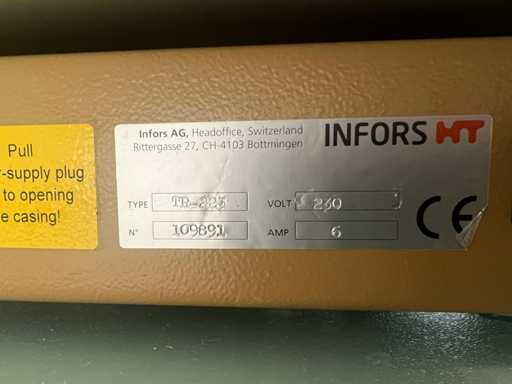 Pull
r-supply plug
to opening
e casing!
Infors AG, Headoffice, Switzerland
Rittergasse 27, CH-4103 Bottmingen
INFORS HT
TYPE VOLT 230
N° 109891 AMP 6
CE